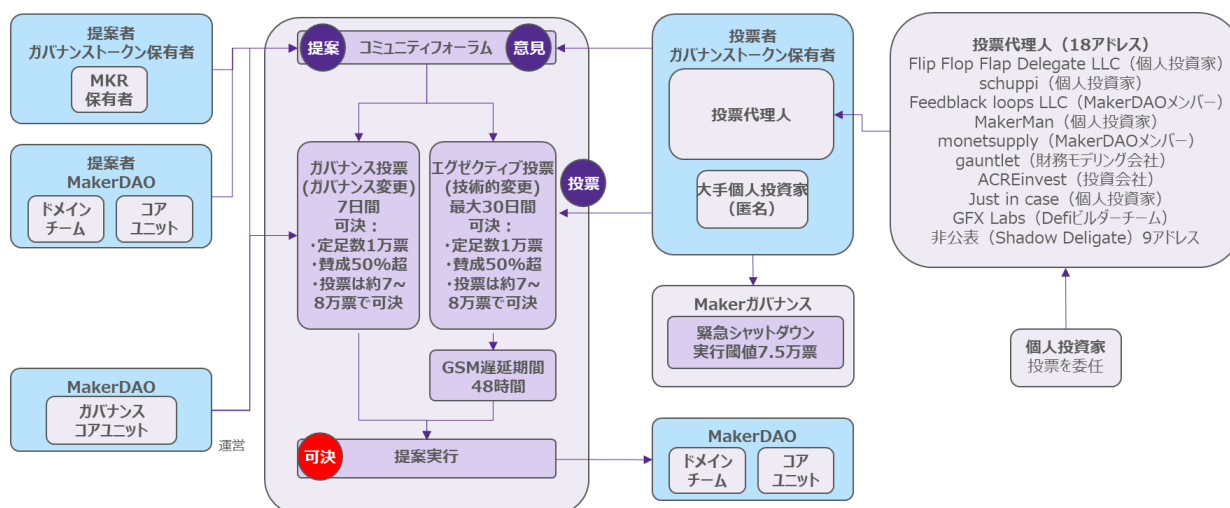 提案者
ガバナンストークン保有者
MKR
保有者
提案者
MakerDAO
ドメイン
チーム
コア
ユニット
MakerDAO
ガバナンス
コアユニット
運営
提案
コミュニティフォーラム
意見
ガバナンス投票
(ガバナンス変更)
7日間
可決：
・定足数1万票
・賛成50%超
・投票は約7~
8万票で可決
エグゼクティブ投票
(技術的変更)
最大30日間
可決：
・定足数1万票
・賛成50%超
・投票は約7~
8万票で可決
投票
GSM遅延期間
48時間
可決
提案実行
投票者
ガバナンストークン保有者
投票代理人
大手個人投資家
(匿名)
Makerガバナンス
緊急シャットダウン
実行閾値7.5万票
MakerDAO
ドメイン
チーム
コア
ユニット
投票代理人（18アドレス）
Flip Flop Flap Delegate LLC（個人投資家）
schuppi（個人投資家）
Feedblack loops LLC（MakerDAOメンバー）
MakerMan（個人投資家）
monetsupply（MakerDAOメンバー）
gauntlet（財務モデリング会社）
ACREinvest（投資会社）
Just in case（個人投資家）
GFX Labs（Defiビルダーチーム）
非公表（Shadow Deligate）9アドレス
個人投資家
投票を委任